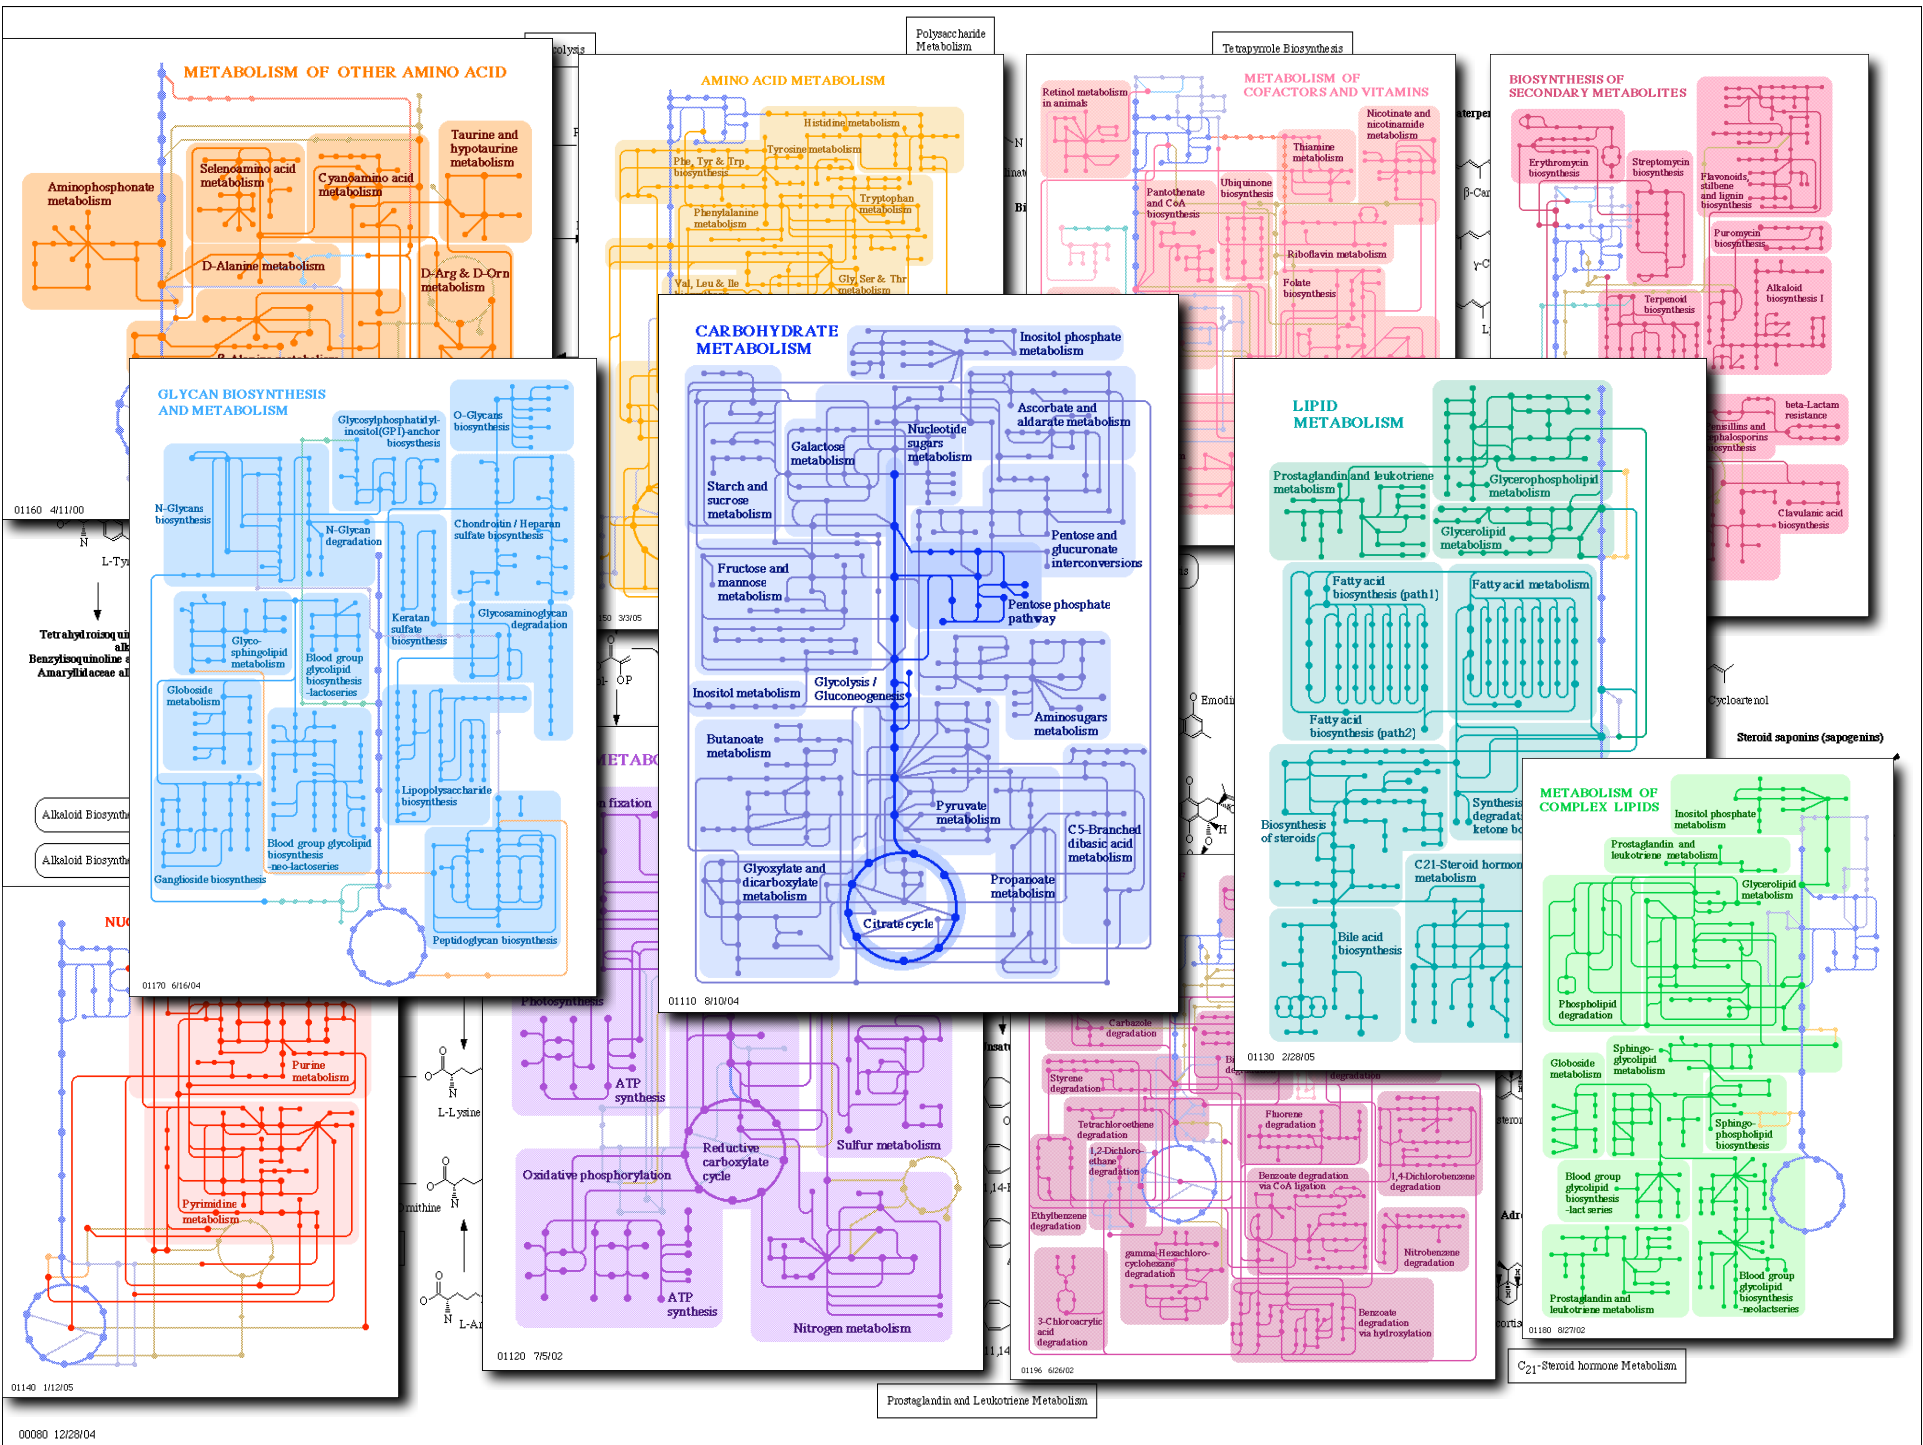 Polysaccharide
Metabolism
Tetrapyrrole Biosynthesis
METABOLISM OF OTHER AMINO ACID
Taurine and
hypotaurine
metabolism
Selenoamino acid
metabolism
Cyanoamino acid
metabolism
Aminophosphonate
metabolism
D-Alanine metabolism
D-Arg & D-Orn
metabolism
01160 4/11/00
AMINO ACID METABOLISM
Histidine metabolism
Tyrosine metabolism
Phe, Tyr & Trp
biosynthesis
Tryptophan
metabolism
Phenylalanine
metabolism
Val, Leu & Ile
Gly, Ser & Thr
metabolism
3/3/05
METABOLISM OF
COFACTORS AND VITAMINS
Retinol metabolism
in animals
Nicotinate and
nicotinamide
metabolism
Thiamine
metabolism
Ubiquinone
biosynthesis
Pantothenate
and CoA
biosynthesis
Riboflavin metabolism
Folate
biosynthesis
BIOSYNTHESIS OF
SECONDARY METABOLITES
Erythromycin
biosynthesis
Streptomycin
biosynthesis
Flavonoids,
stilbene
and lignin
biosynthesis
Puromycin
biosynthesis
Alkaloid
biosynthesis I
Terpenoid
biosynthesis
beta-Lactam
resistance
Clavulanic acid
biosynthesis
GLYCAN BIOSYNTHESIS
AND METABOLISM
Glycosylphosphatidyl-
inositol(GPI)-anchor
biosynthesis
O-Glycans
biosynthesis
N-Glycans
biosynthesis
N-Glycan
degradation
Chondroitin / Heparan
sulfate biosynthesis
Keratan
sulfate
biosynthesis
Glycosaminoglycan
degradation
Glyco-
sphingolipid
metabolism
Blood group
glycolipid
biosynthesis
-lactoseries
Globoside
metabolism
Lipopolysaccharide
biosynthesis
Blood group glycolipid
biosynthesis
-neo-lactoseries
Ganglioside biosynthesis
Peptidoglycan biosynthesis
01170 6/16/04
CARBOHYDRATE
METABOLISM
Inositol phosphate
metabolism
Ascorbate and
aldarate metabolism
Nucleotide
sugars
metabolism
Galactose
metabolism
Starch and
sucrose
metabolism
Pentose and
glucuronate
interconversions
Fructose and
mannose
metabolism
Pentose phosphate
pathway
Glycolysis /
Gluconeogenesis
Inositol metabolism
Aminosugars
metabolism
Butanoate
metabolism
Pyruvate
metabolism
C5-Branched
dibasic acid
metabolism
Glyoxylate and
dicarboxylate
metabolism
Propanoate
metabolism
Citrate cycle
01110 8/10/04
LIPID
METABOLISM
Prostaglandin and leukotriene
metabolism
Glycerophospholipid
metabolism
Glycerolipid
metabolism
Fatty acid
biosynthesis (path1)
Fatty acid metabolism
Fatty acid
biosynthesis (path2)
Synthesis
Biosynthesis
of steroids
C21-Steroid
metabolism
Bile acid
biosynthesis
01130 2/28/05
METABOLISM OF
COMPLEX LIPIDS
Inositol phosphate
metabolism
Prostaglandin and
leukotriene metabolism
Glycerolipid
metabolism
Phospholipid
degradation
Sphingo-
glycolipid
metabolism
Globoside
metabolism
Sphingo-
phospholipid
biosynthesis
Blood group
glycolipid
biosynthesis
-lact series
Blood group
glycolipid
biosynthesis
-neolactseries
Prostaglandin and
leukotriene metabolism
01180 8/27/02
Cycloartenol
Steroid saponins (sapogenins)
Purine
metabolism
Pyrimidine
metabolism
01140 1/12/05
Photosynthesis
ATP
synthesis
Reductive
carboxylate
cycle
Sulfur metabolism
Oxidative phosphorylation
ATP
synthesis
Nitrogen metabolism
01120 7/5/02
L-Lysine
Carbazole
degradation
Styrene
degradation
Tetrachloroethene
degradation
Fluorene
degradation
1,2-Dichloro-
ethane
degradation
Benzoate degradation
via CoA ligation
1,4-Dichlorobenzene
degradation
Ethylbenzene
degradation
gamma-Hexachloro-
cyclohexane
degradation
Nitrobenzene
degradation
3-Chloroacrylic
acid
degradation
Benzoate
degradation
via hydroxylation
01196 6/26/02
C21-Steroid hormone Metabolism
Prostaglandin and Leukotriene Metabolism
00080 12/28/04